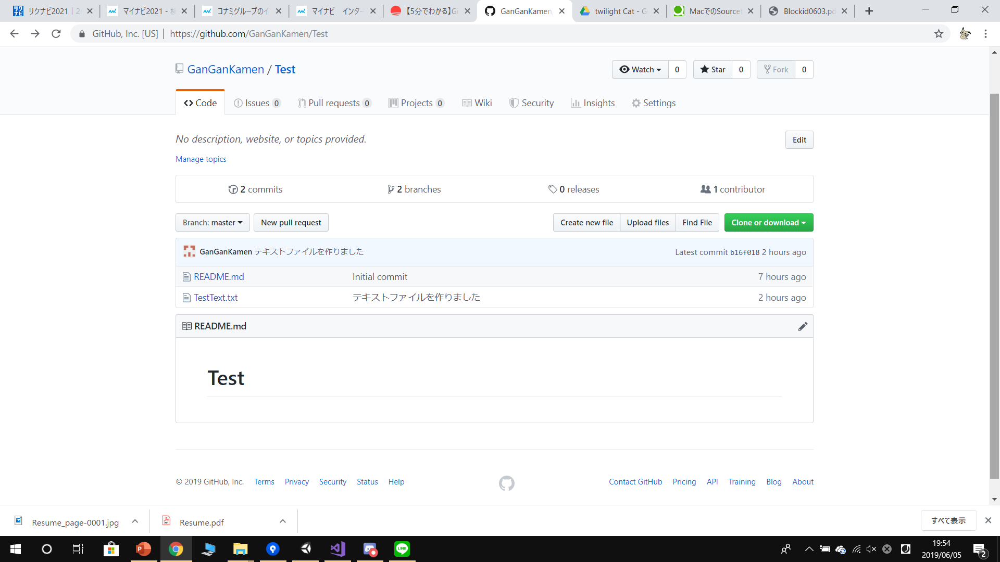 リクナビ2021｜2
マイナビ2021 - 検
コナミグループのイ
マイナビ インター
【5分でわかる】Gi
GanGanKamen
twilight Cat - G
MacでのSourcet
Blockid0603.pd
GitHub, Inc. [US] | https://github.com/GanGanKamen/Test
GanGanKamen / Test
Watch 0
Star 0
Fork 0
Code
Issues 0
Pull requests 0
Projects 0
Wiki
Security
Insights
Settings
No description, website, or topics provided.
Edit
Manage topics
2 commits
2 branches
0 releases
1 contributor
Branch: master
New pull request
Create new file
Upload files
Find File
Clone or download
GanGanKamen テキストファイルを作りました
Latest commit b16f018 2 hours ago
README.md Initial commit 7 hours ago
TestText.txt テキストファイルを作りました 2 hours ago
README.md
Test
© 2019 GitHub, Inc. Terms Privacy Security Status Help
Contact GitHub Pricing API Training Blog About
Resume_page-0001.jpg
Resume.pdf
すべて表示
LINE
19:54
2019/06/05
2